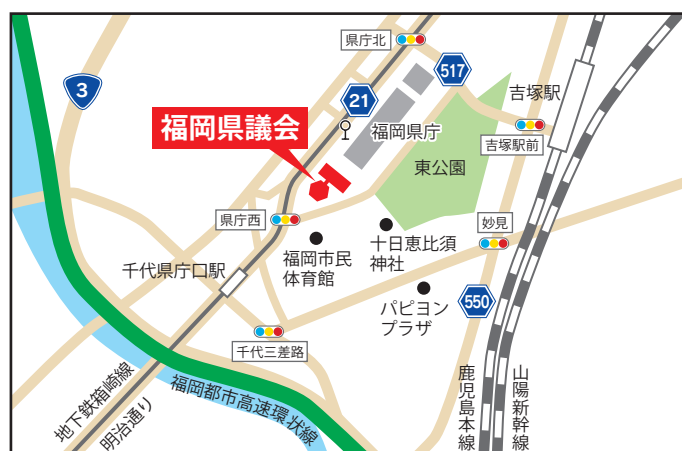 県庁北
3
517
吉塚駅
21
福岡県議会
福岡県庁
吉塚駅前
東公園
県庁西
妙見
十日恵比須
神社
福岡市民
体育館
千代県庁口駅
550
パピヨン
プラザ
千代三差路
福岡都市高速環状線
地下鉄箱崎線
明治通り
鹿児島本線
山陽新幹線